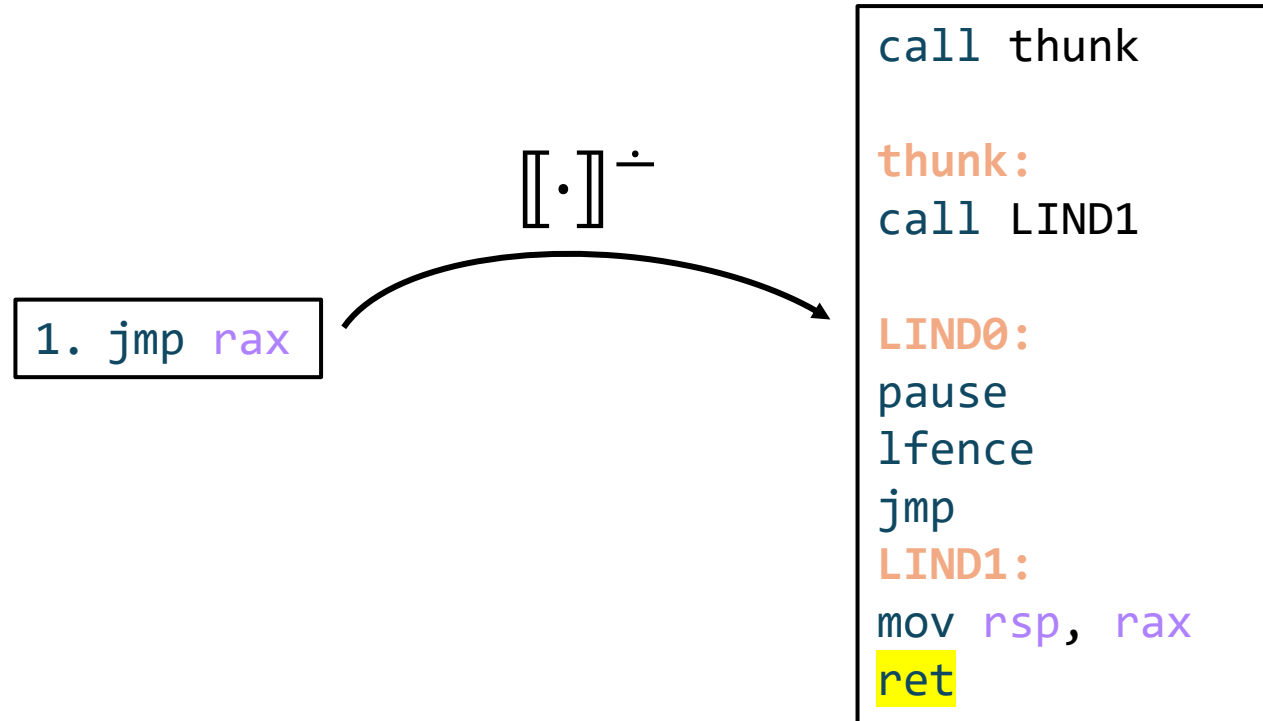 1. jmp rax
⟦·⟧∸
call thunk
thunk:
call LIND1
LIND0:
pause
lfence
jmp
LIND1:
mov rsp, rax
ret